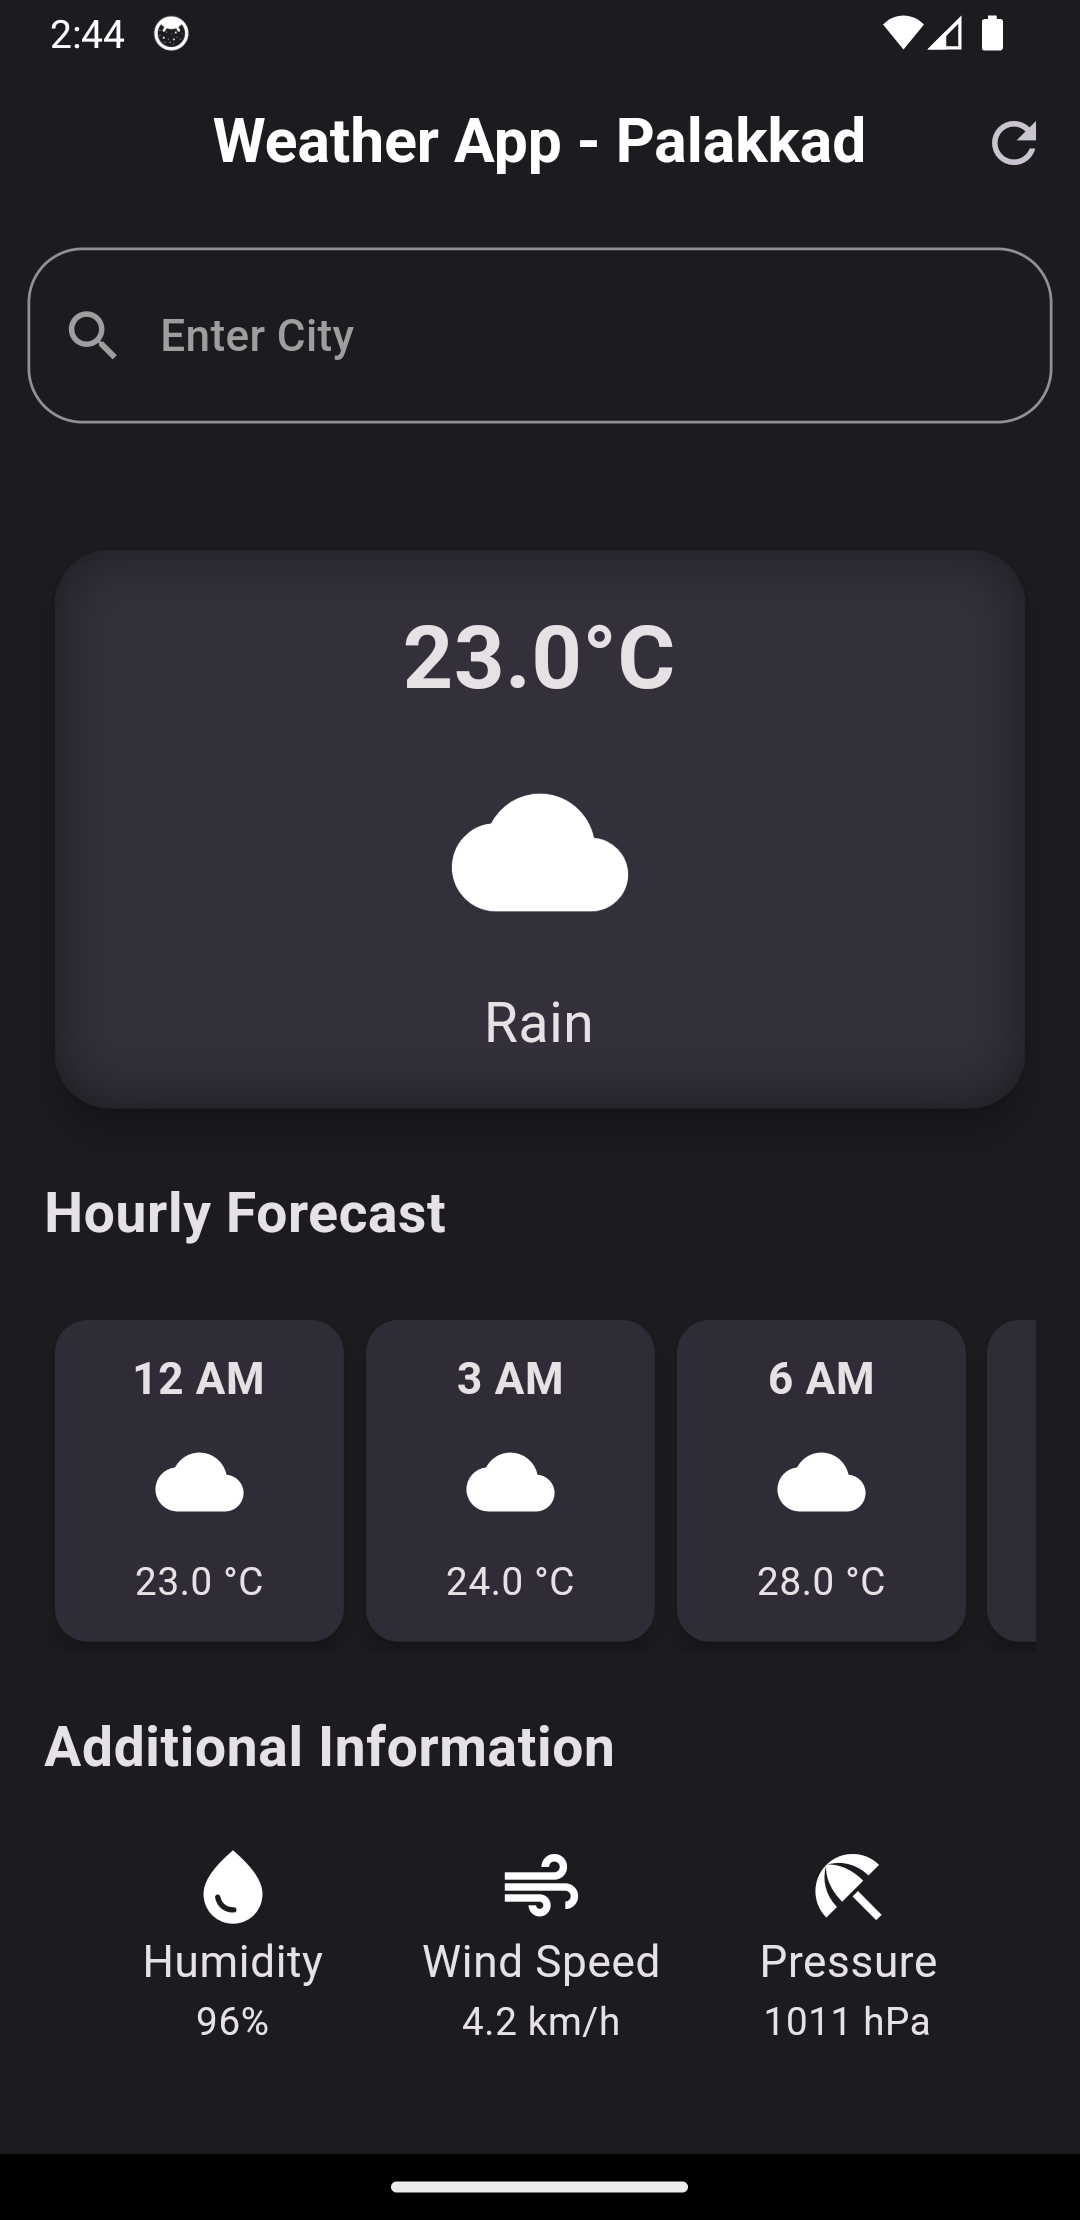 2:44
Weather App - Palakkad
Enter City
23.0°C
Rain
Hourly Forecast
12 AM 3 AM 6 AM
23.0 °C 24.0 °C 28.0 °C
Additional Information
Humidity Wind Speed Pressure
96% 4.2 km/h 1011 hPa